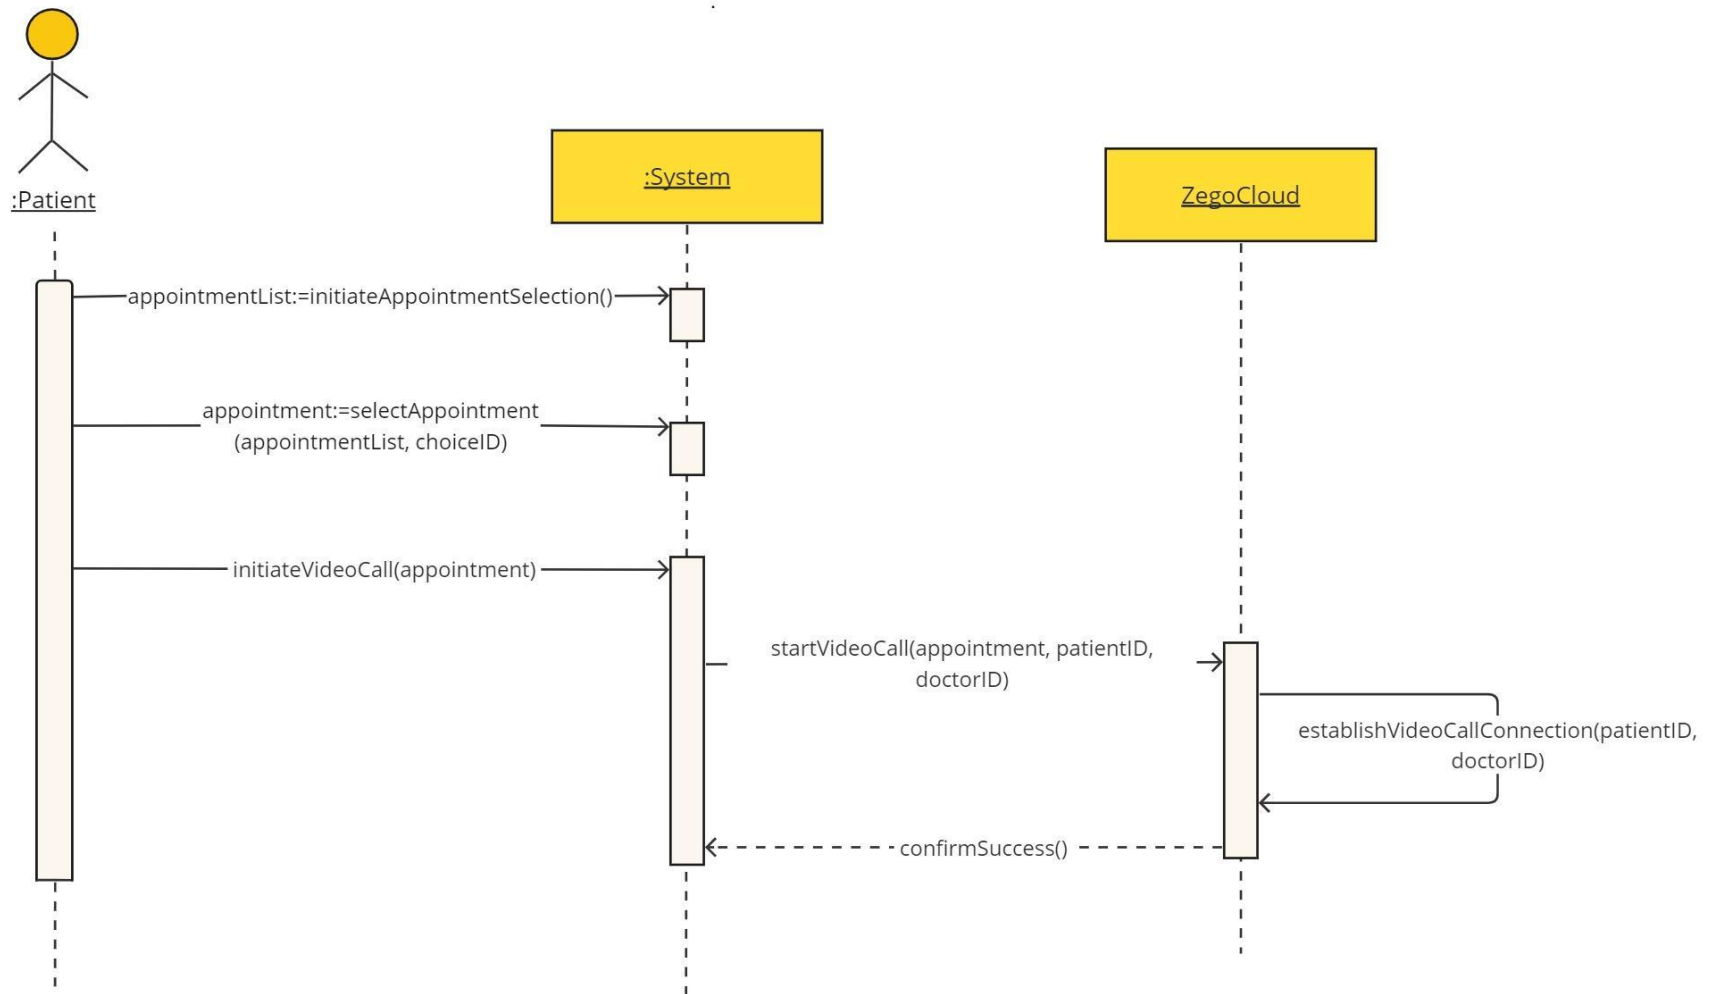 :Patient
:System
ZegoCloud
appointmentList:=initiateAppointmentSelection()
appointment:=selectAppointment
(appointmentList, choiceID)
initiateVideoCall(appointment)
startVideoCall(appointment, patientID,
doctorID)
establishVideoCallConnection(patientID,
doctorID)
confirmSuccess()